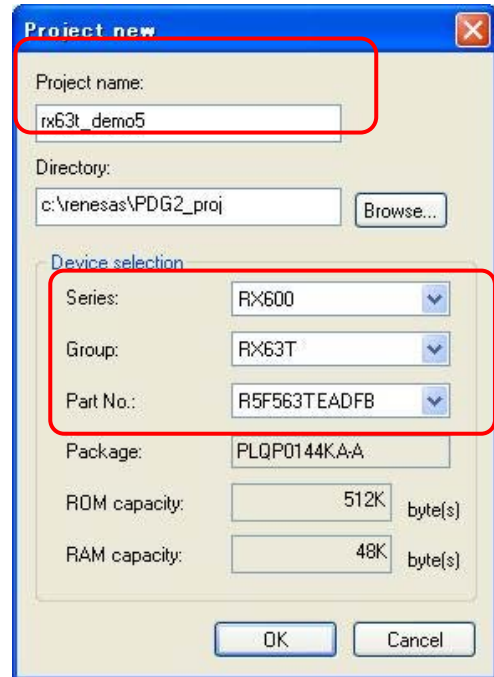 Project new
Project name:
rx63t_demo5
Directory:
c:\renesas\PDG2_proj
Browse...
Device selection
Series:
RX600
Group:
RX63T
Part No.:
R5F563TEADFB
Package:
PLQP0144KA-A
ROM capacity:
512K
byte(s)
RAM capacity:
48K
byte(s)
OK
Cancel